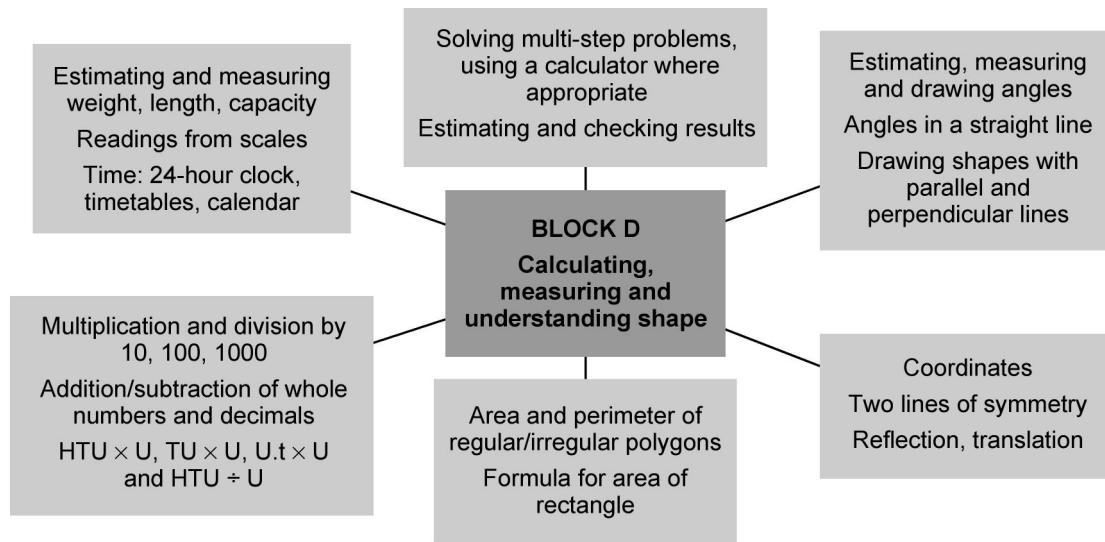 Estimating and measuring
weight, length, capacity
Readings from scales
Time: 24-hour clock,
timetables, calendar
Solving multi-step problems,
using a calculator where
appropriate
Estimating and checking results
Estimating, measuring
and drawing angles
Angles in a straight line
Drawing shapes with
parallel and
perpendicular lines
BLOCK D
Calculating,
measuring and
understanding shape
Multiplication and division by
10, 100, 1000
Addition/subtraction of whole
numbers and decimals
HTU × U, TU × U, U.t × U
and HTU ÷ U
Area and perimeter of
regular/irregular polygons
Formula for area of
rectangle
Coordinates
Two lines of symmetry
Reflection, translation